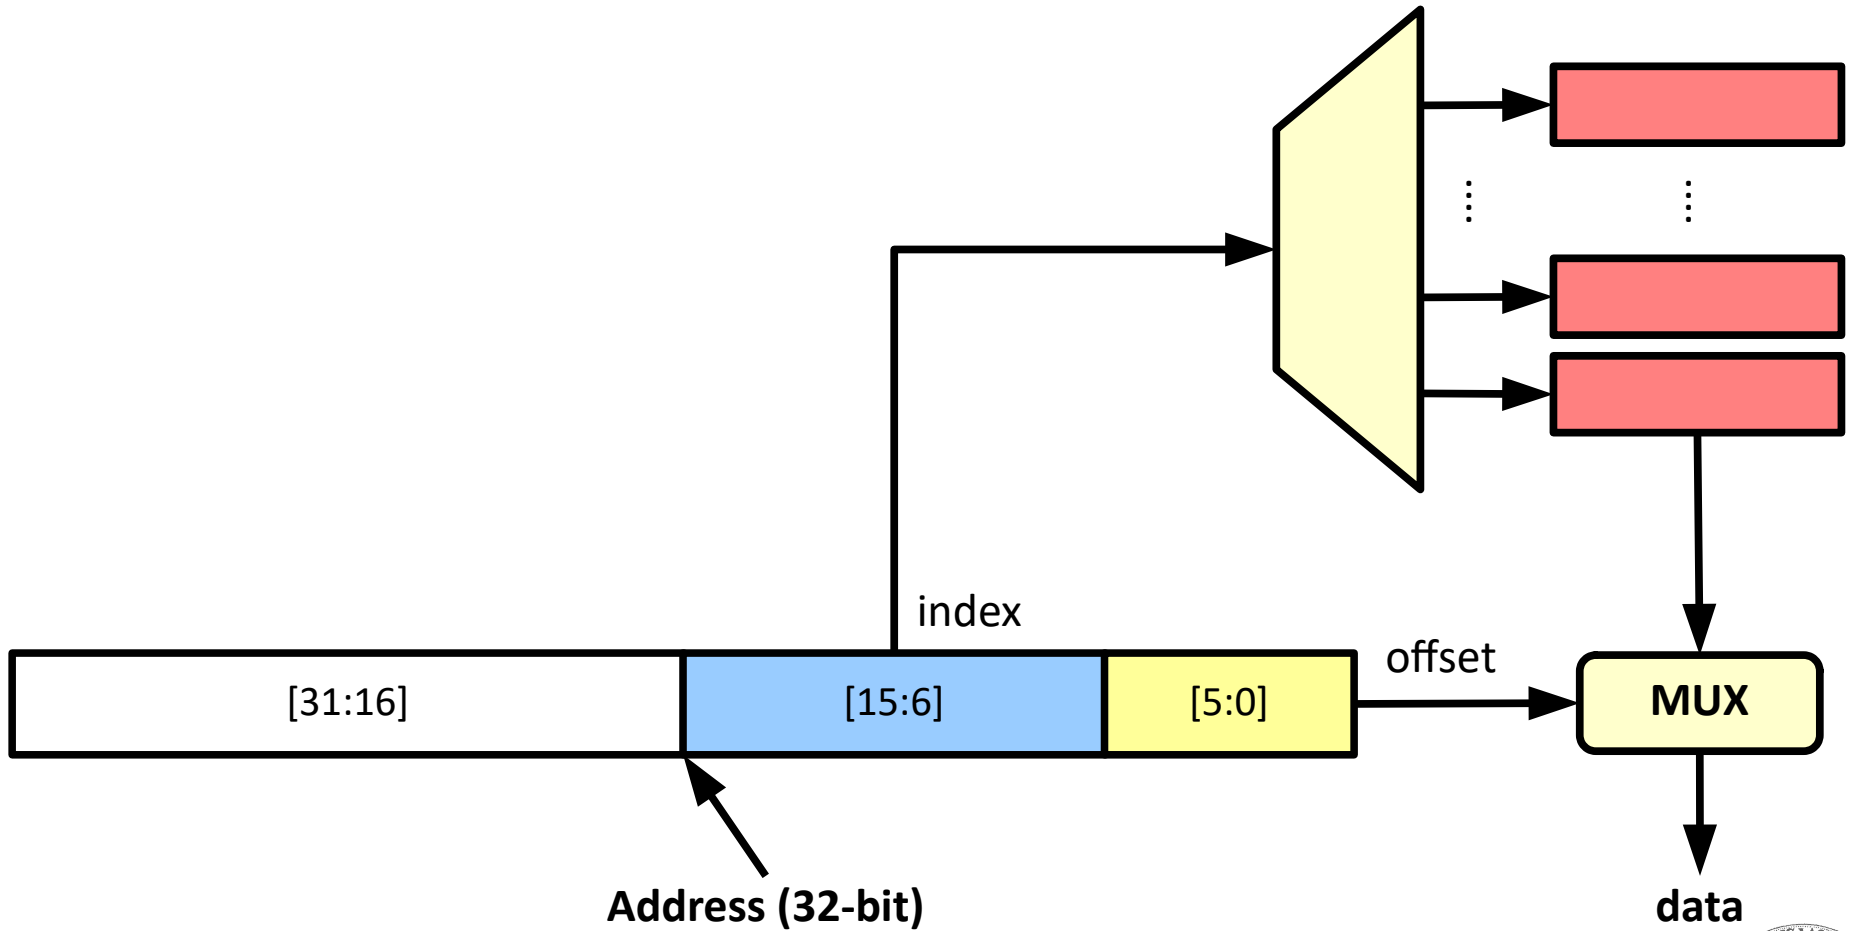 index
offset
[31:16]
[15:6]
[5:0]
MUX
Address (32-bit)
data